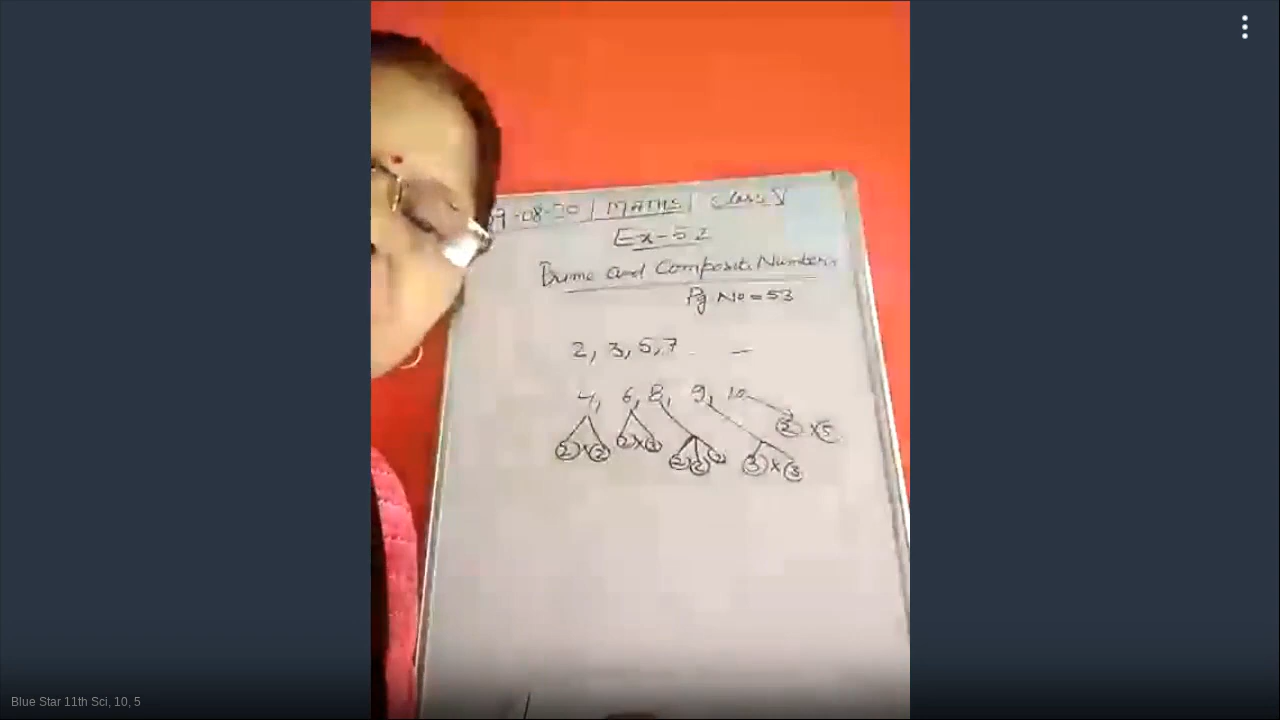 9-08-20 | MATHS | Class V
Ex-5.2
Prime and Composite Numbers
Pg No = 53
2, 3, 5, 7 - —
4, 6, 8, 9, 10
2 x 5
2 x 2 2 x 3 2 2 2 3 x 3
Blue Star 11th Sci, 10, 5